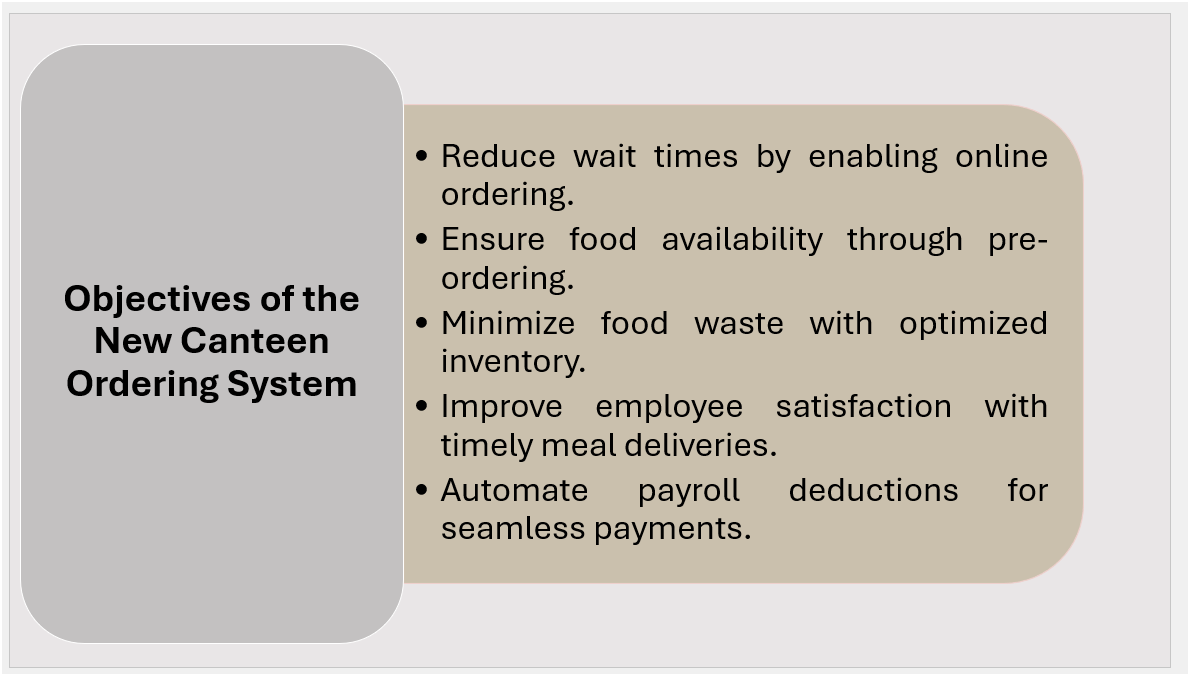 Objectives of the
New Canteen
Ordering System
• Reduce wait times by enabling online
ordering.
• Ensure food availability through pre-
ordering.
• Minimize food waste with optimized
inventory.
• Improve employee satisfaction with
timely meal deliveries.
• Automate payroll deductions for
seamless payments.